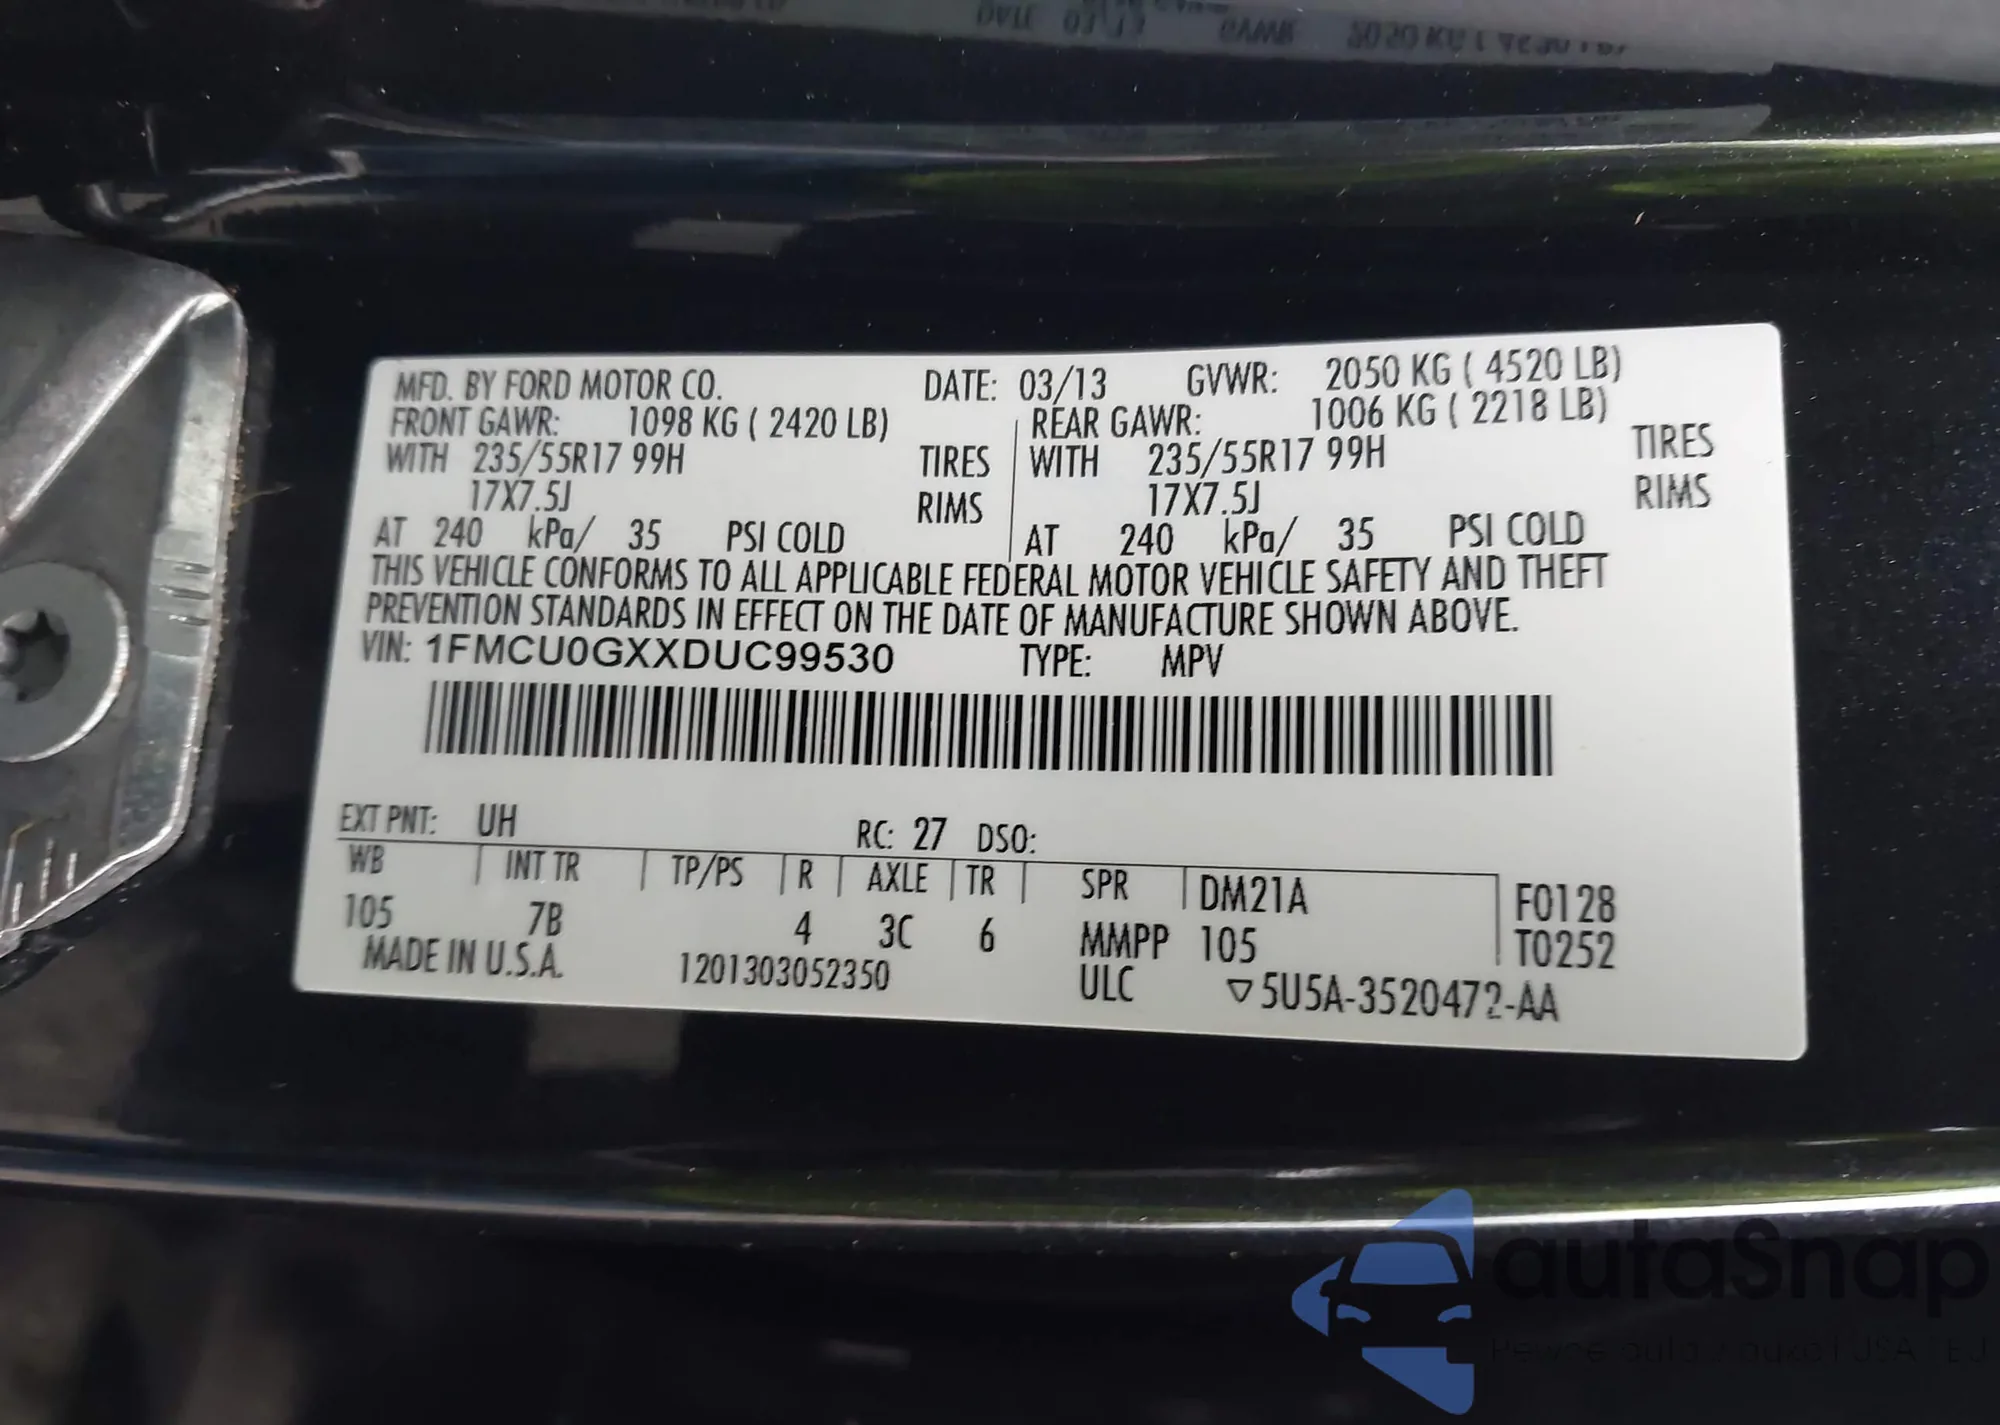 MFD. BY FORD MOTOR CO. DATE: 03/13 GVWR: 2050 KG ( 4520 LB)
FRONT GAWR: 1098 KG ( 2420 LB) REAR GAWR: 1006 KG ( 2218 LB)
WITH 235/55R17 99H TIRES WITH 235/55R17 99H TIRES
17X7.5J RIMS 17X7.5J RIMS
AT 240 kPa/ 35 PSI COLD AT 240 kPa/ 35 PSI COLD
THIS VEHICLE CONFORMS TO ALL APPLICABLE FEDERAL MOTOR VEHICLE SAFETY AND THEFT
PREVENTION STANDARDS IN EFFECT ON THE DATE OF MANUFACTURE SHOWN ABOVE.
VIN: 1FMCU0GXXDUC99530 TYPE: MPV
EXT PNT: UH RC: 27 DSO:
WB INT TR TP/PS R AXLE TR SPR DM21A F0128
105 7B 4 3C 6 MMPP 105 T0252
MADE IN U.S.A. 1201303052350 ULC ▽5U5A-3520472-AA
autaSnap